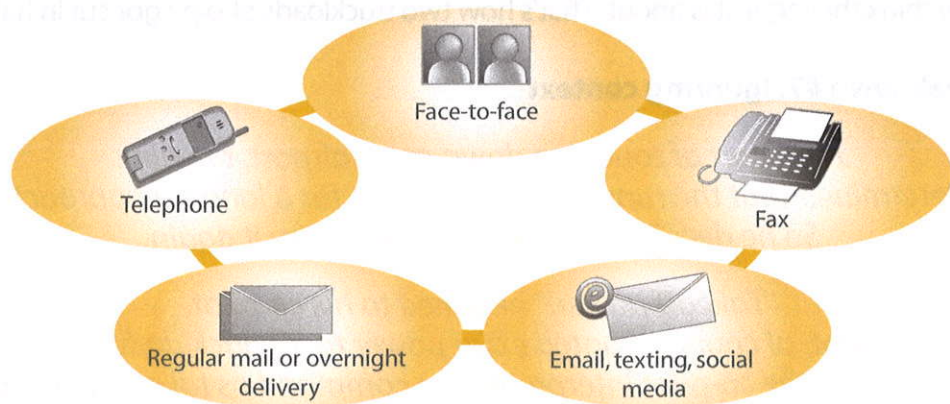 Face-to-face
Telephone
Fax
Regular mail or overnight
delivery
Email, texting, social
media